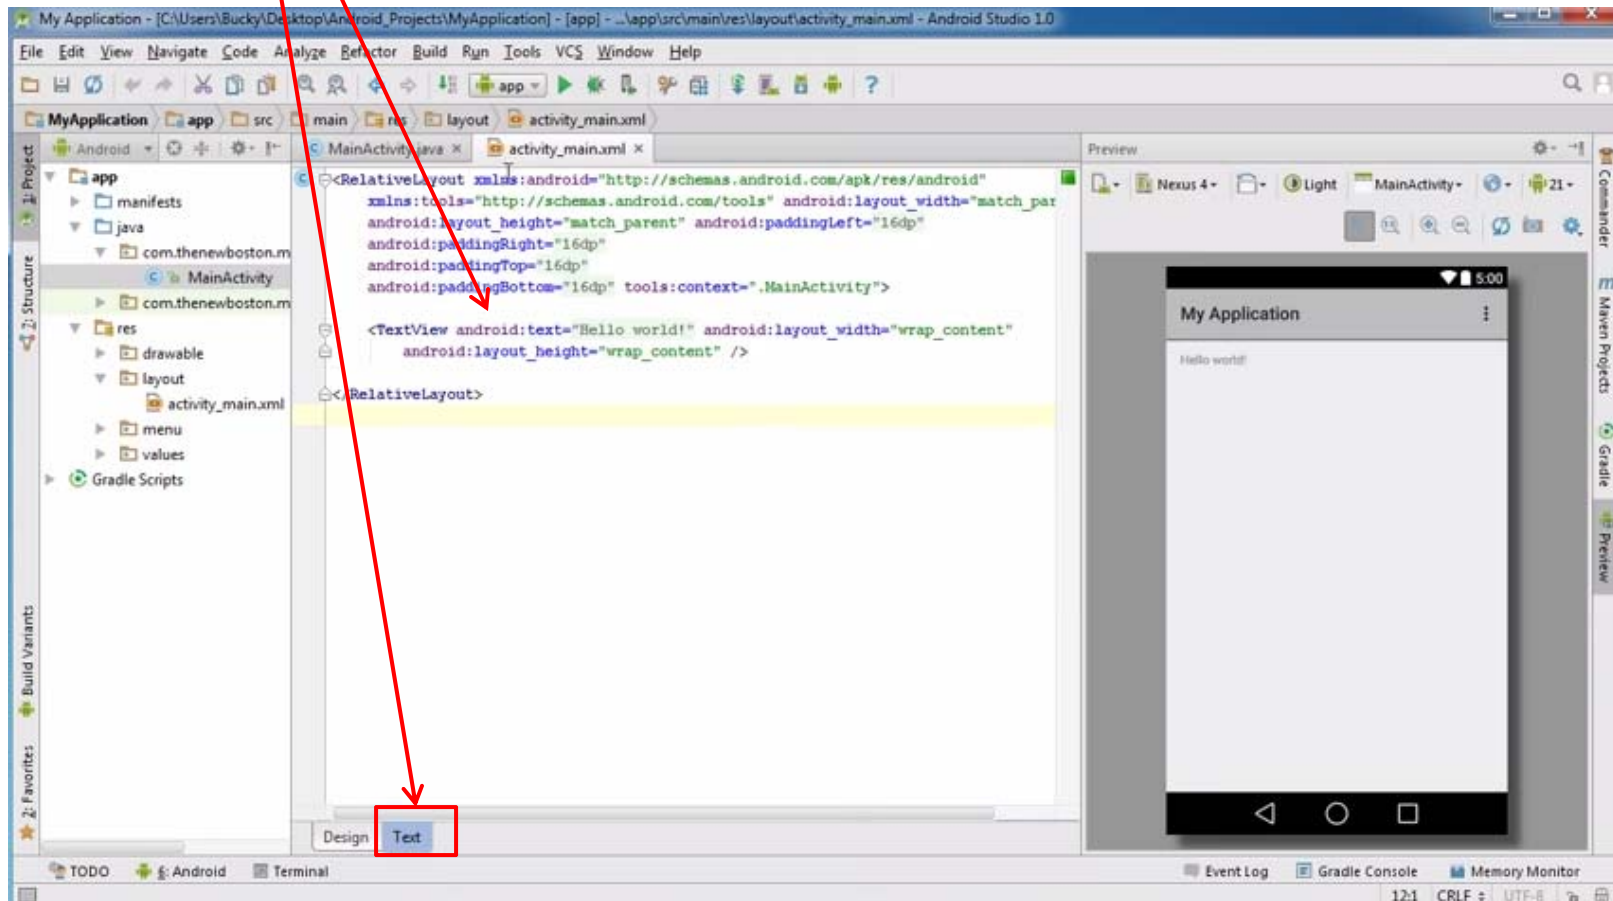 My Application - [C:\Users\Bucky\Desktop\Android_Projects\MyApplication] - [app] - ...\app\src\main\res\layout\activity_main.xml - Android Studio 1.0
File Edit View Navigate Code Analyze Refactor Build Run Tools VCS Window Help
app
MyApplication app src main res layout activity_main.xml
Android MainActivity.java activity_main.xml Preview
1: Project
2: Structure
Build Variants
2: Favorites
app
manifests
java
com.thenewboston.m
MainActivity
com.thenewboston.m
res
drawable
layout
activity_main.xml
menu
values
Gradle Scripts
<RelativeLayout xmlns:android="http://schemas.android.com/apk/res/android"
xmlns:tools="http://schemas.android.com/tools" android:layout_width="match_par
android:layout_height="match_parent" android:paddingLeft="16dp"
android:paddingRight="16dp"
android:paddingTop="16dp"
android:paddingBottom="16dp" tools:context=".MainActivity">
<TextView android:text="Hello world!" android:layout_width="wrap_content"
android:layout_height="wrap_content" />
</RelativeLayout>
Design Text
Nexus 4 Light MainActivity 21
5:00
My Application
Hello world!
Commander
Maven Projects
Gradle
Preview
TODO 6: Android Terminal Event Log Gradle Console Memory Monitor
12:1 CRLF UTF-8